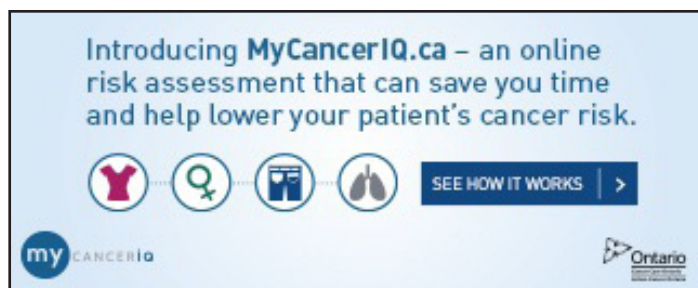 Introducing MyCancerIQ.ca – an online
risk assessment that can save you time
and help lower your patient's cancer risk.
SEE HOW IT WORKS >
my CANCERIQ
Ontario